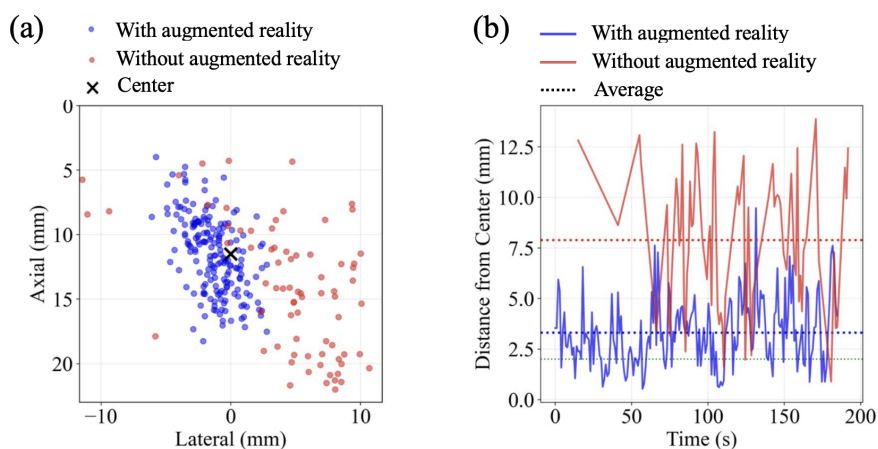 (a)
With augmented reality
Without augmented reality
Center
0
5
10
15
20
Axial (mm)
−10
0
10
Lateral (mm)
(b)
With augmented reality
Without augmented reality
Average
12.5
10.0
7.5
5.0
2.5
0.0
Distance from Center (mm)
0
50
100
150
200
Time (s)